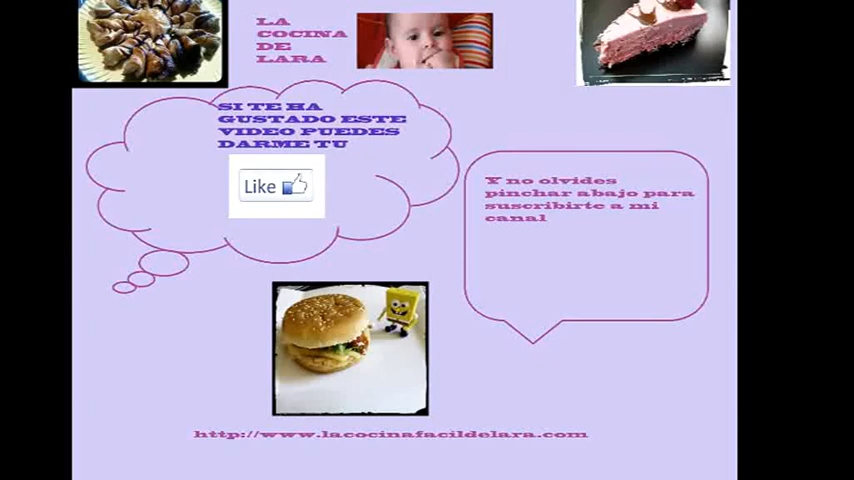 LA
COCINA
DE
LARA
SI TE HA
GUSTADO ESTE
VIDEO PUEDES
DARME TU
Like
Y no olvides
pinchar abajo para
suscribirte a mi
canal
http://www.lacocinafacildelara.com